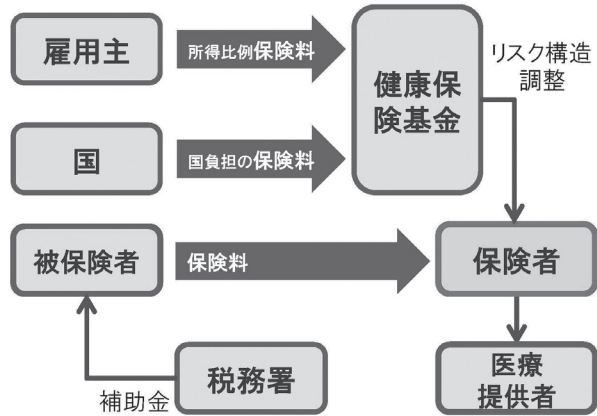 雇用主
所得比例保険料
健康保
険基金
リスク構造
調整
国
国負担の保険料
被保険者
保険料
保険者
税務署
補助金
医療
提供者